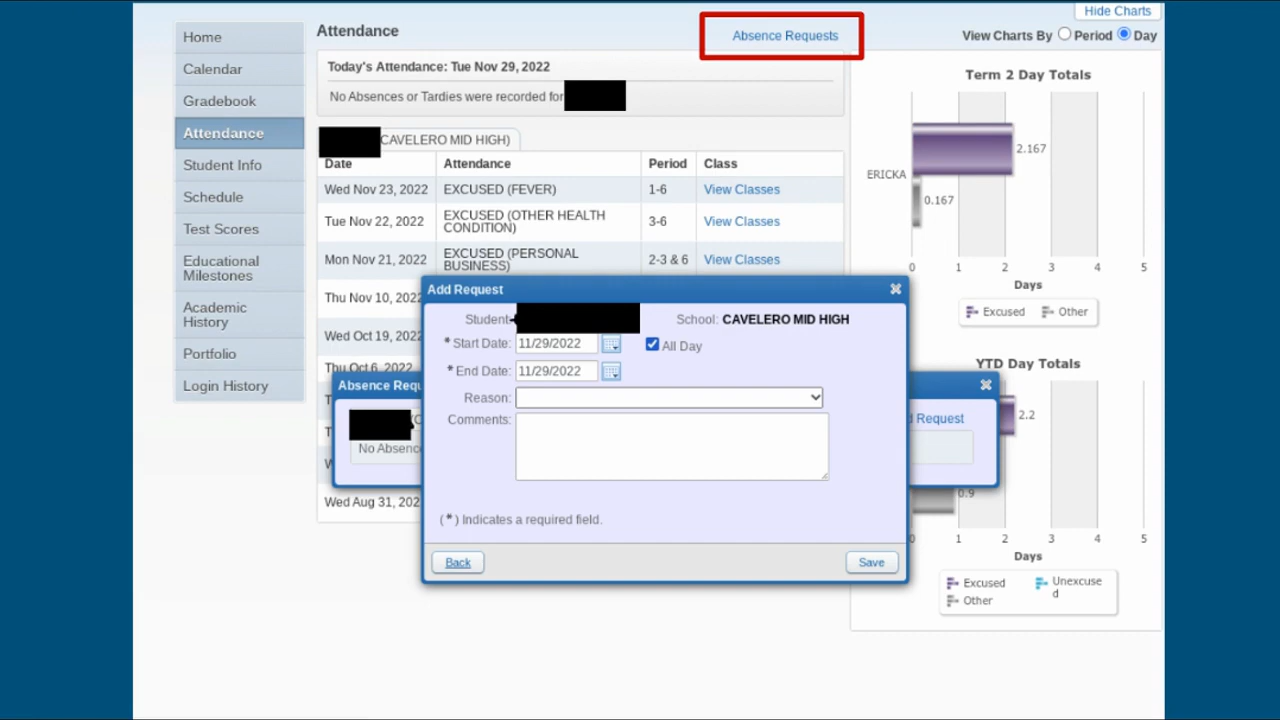 Hide Charts
Home
Calendar
Gradebook
Attendance
Student Info
Schedule
Test Scores
Educational
Milestones
Academic
History
Portfolio
Login History
Attendance
Absence Requests
View Charts By Period Day
Today's Attendance: Tue Nov 29, 2022
No Absences or Tardies were recorded for
CAVELERO MID HIGH)
Date Attendance Period Class
Wed Nov 23, 2022 EXCUSED (FEVER) 1-6 View Classes
Tue Nov 22, 2022 EXCUSED (OTHER HEALTH
CONDITION) 3-6 View Classes
Mon Nov 21, 2022 EXCUSED (PERSONAL
BUSINESS) 2-3 & 6 View Classes
Thu Nov 10, 2022
Wed Oct 19, 2022
Thu Oct 6, 2022
Wed Aug 31, 202
Absence Requ
No Absenc
Request
Add Request
Student
School: CAVELERO MID HIGH
* Start Date: 11/29/2022 All Day
* End Date: 11/29/2022
Reason:
Comments:
(*) Indicates a required field.
Back
Save
Term 2 Day Totals
ERICKA
2.167
0.167
0 1 2 3 4 5
Days
Excused Other
YTD Day Totals
2.2
0.9
0 1 2 3 4 5
Days
Excused Unexcuse
d
Other